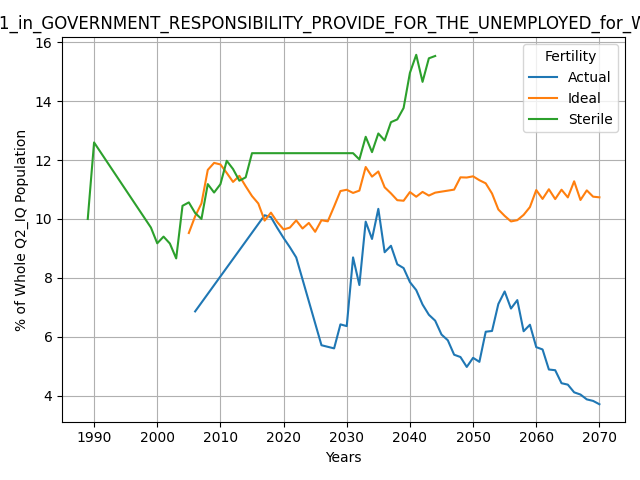 1_in_GOVERNMENT_RESPONSIBILITY_PROVIDE_FOR_THE_UNEMPLOYED_for_W
Fertility
Actual
Ideal
Sterile
% of Whole Q2_IQ Population
16
14
12
10
8
6
4
1990 2000 2010 2020 2030 2040 2050 2060 2070
Years